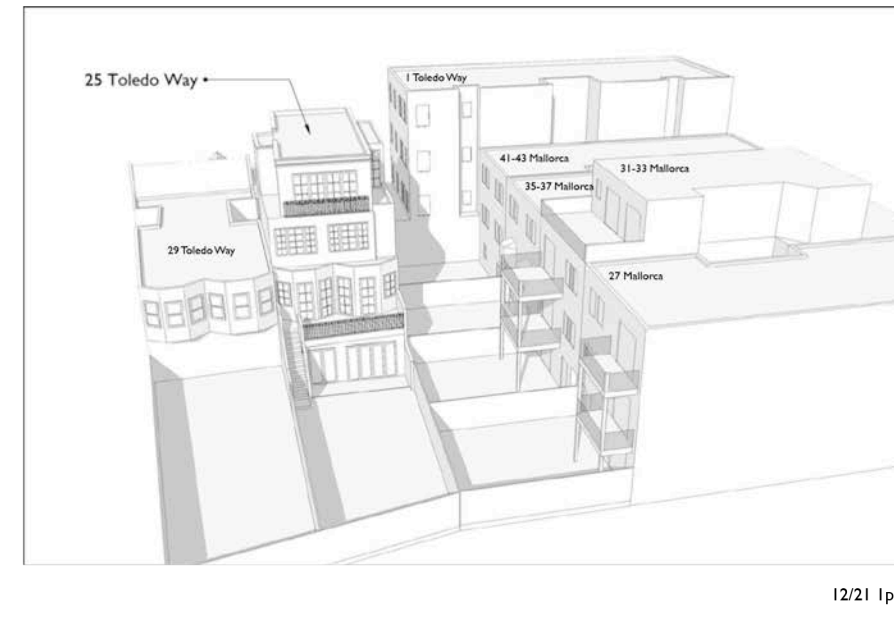 25 Toledo Way
1 Toledo Way
41-43 Mallorca
31-33 Mallorca
35-37 Mallorca
29 Toledo Way
27 Mallorca
12/21 1p